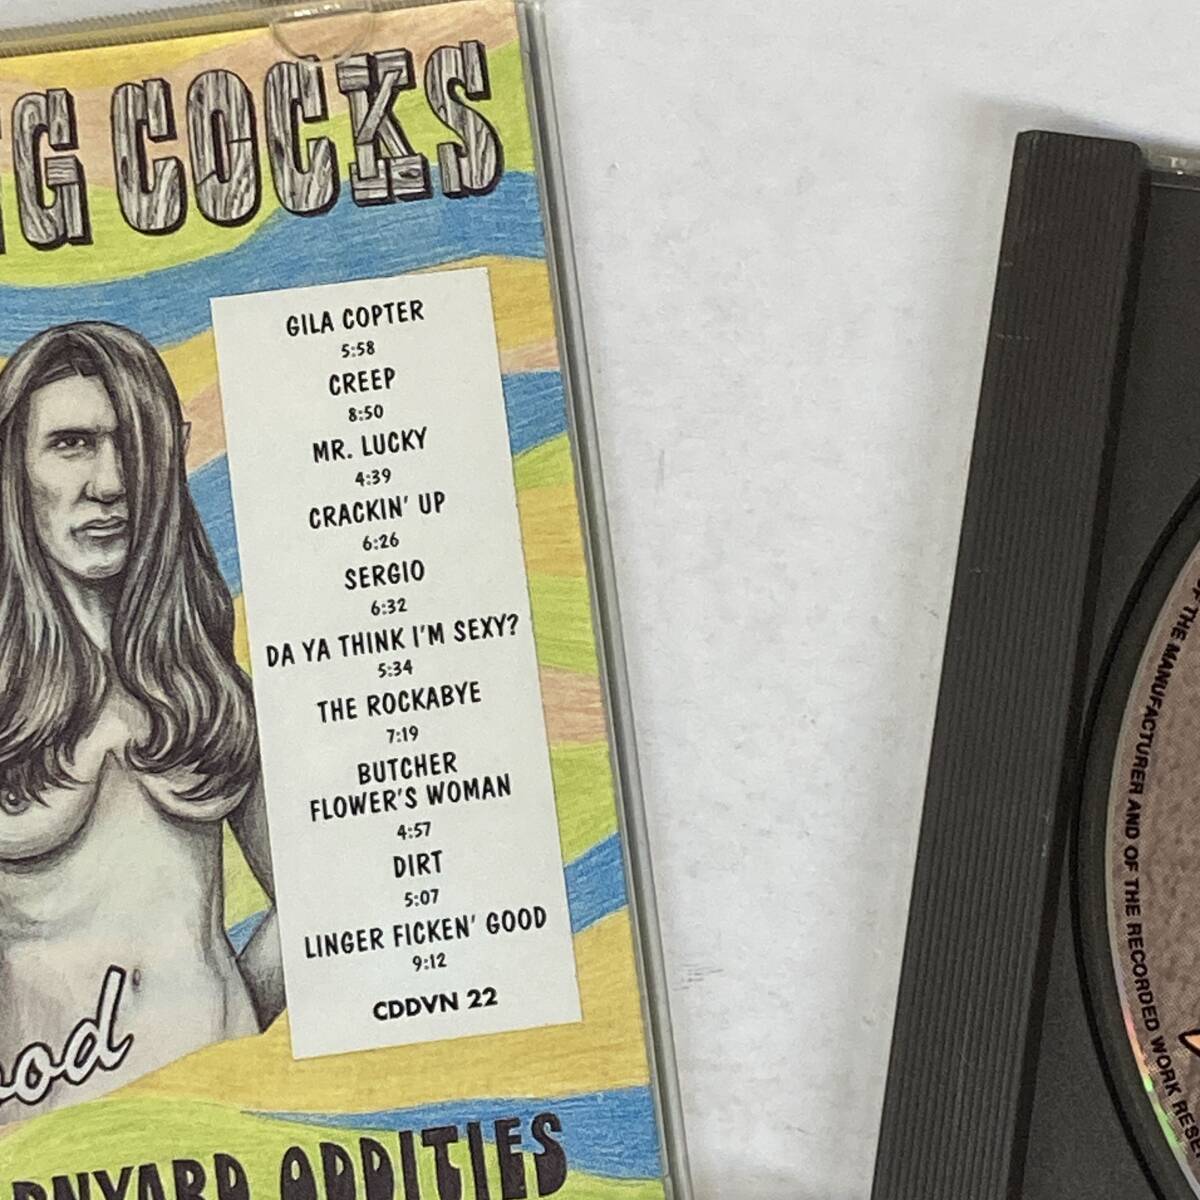 COCKS
GILA COPTER
5:58
CREEP
8:50
MR. LUCKY
4:39
CRACKIN' UP
6:26
SERGIO
6:32
DA YA THINK I'M SEXY?
5:34
THE ROCKABYE
7:19
BUTCHER
FLOWER'S WOMAN
4:57
DIRT
5:07
LINGER FICKEN' GOOD
9:12
CDDVN 22
ODDITIES
THE MANUFACTURER AND OF THE RECORDED WORK